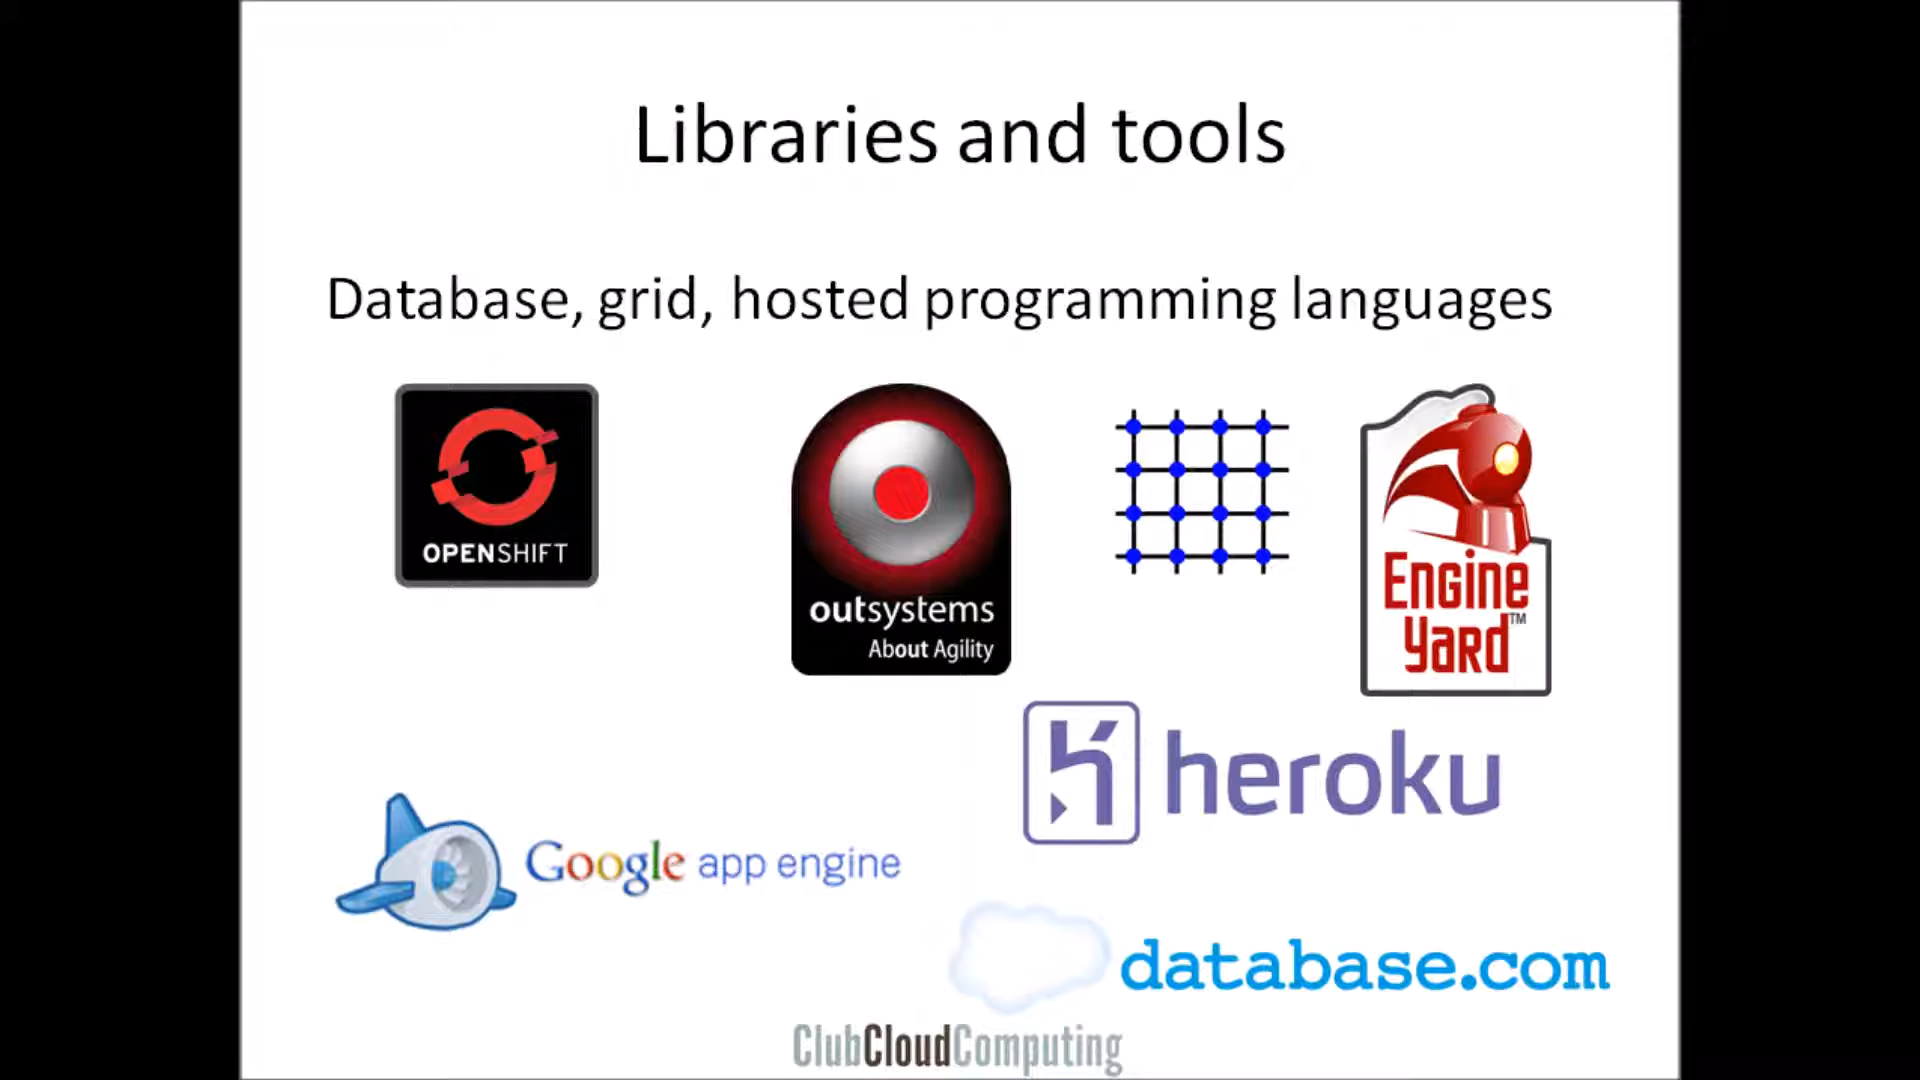 Libraries and tools
Database, grid, hosted programming languages
OPENSHIFT
outsystems
About Agility
Engine
Yard™
heroku
Google app engine
database.com
ClubCloudComputing